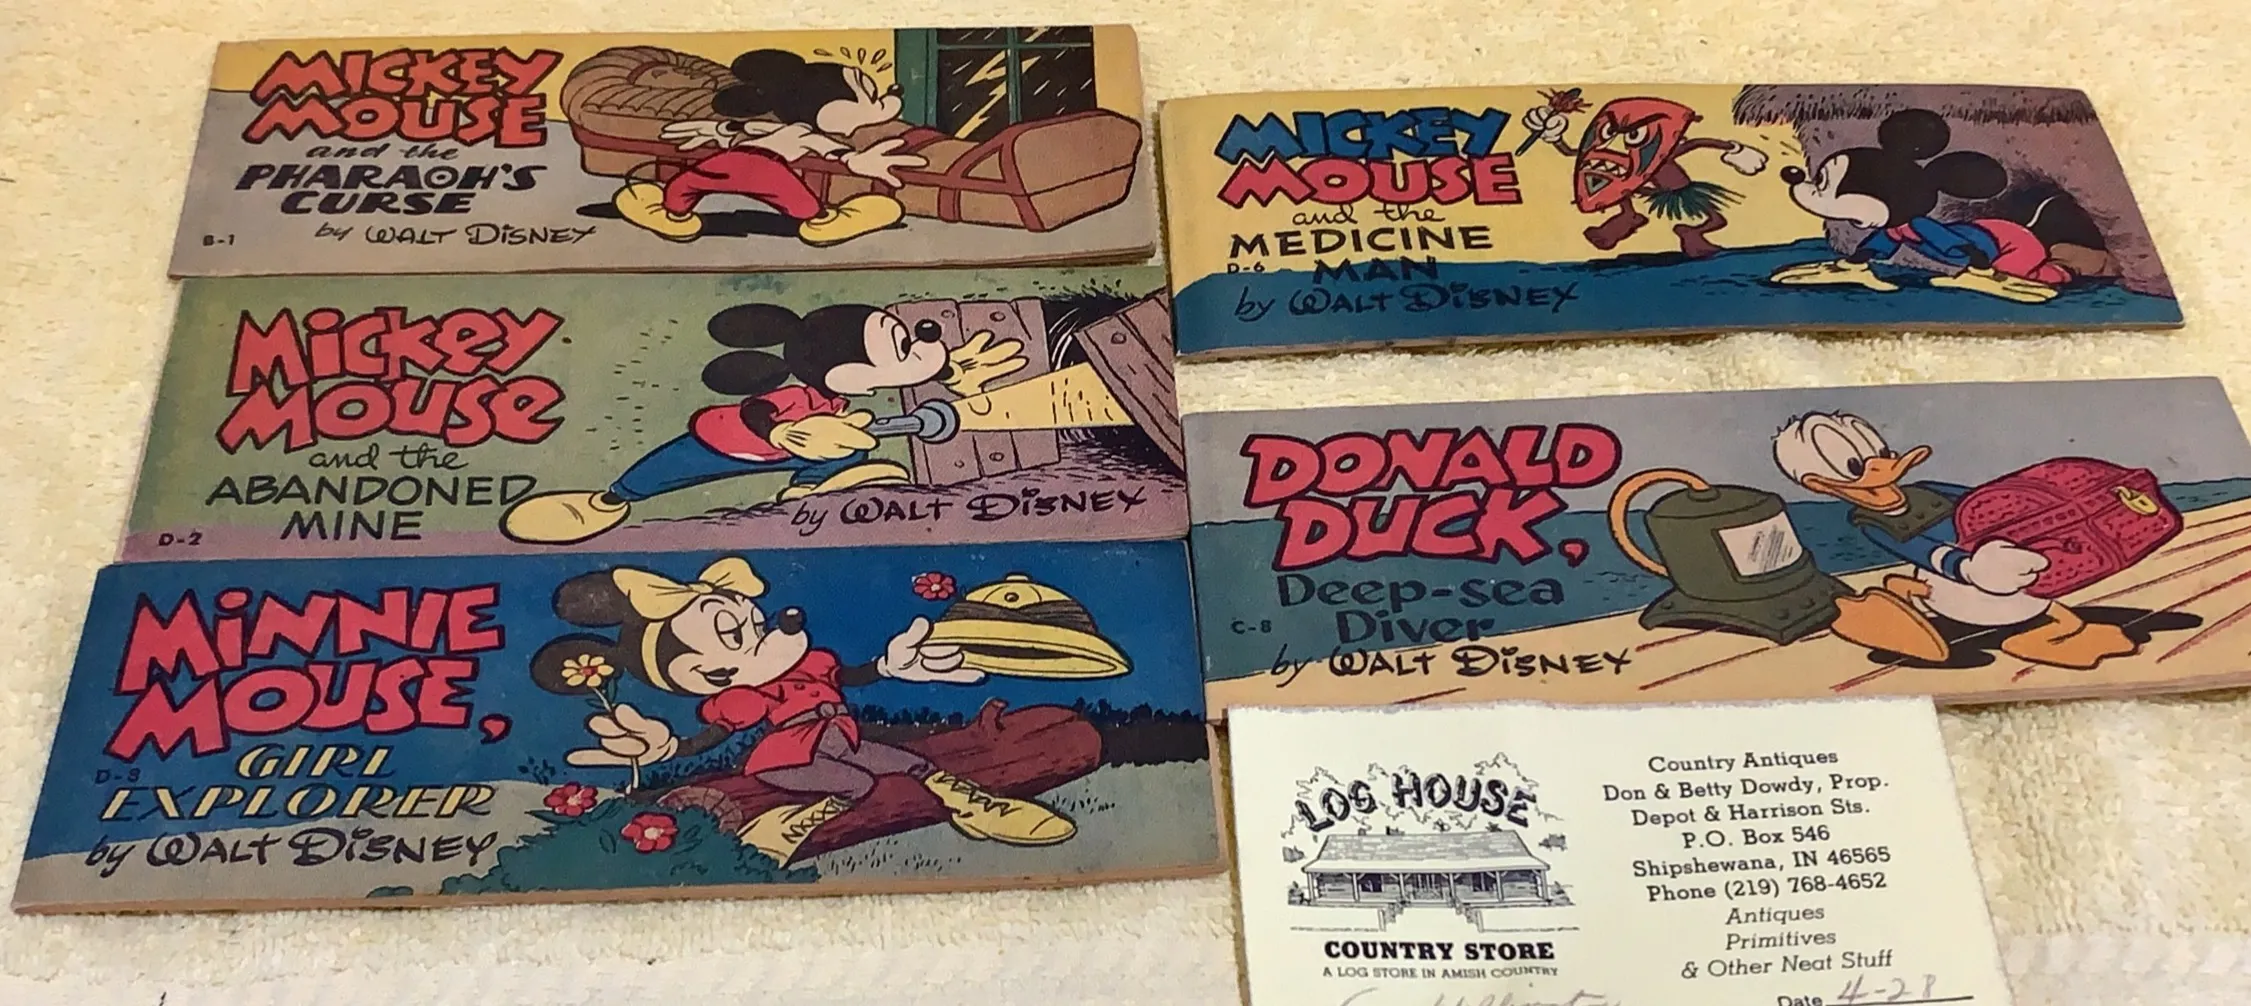 MICKEY
MOUSE
and the
PHARAOH'S
CURSE
by WALT DISNEY
B-1
MICKEY
MOUSE
and the
ABANDONED
MINE
by WALT DISNEY
D-2
MINNIE
MOUSE,
GIRL
EXPLORER
D-8
by WALT DISNEY
MICKEY
MOUSE
and the
MEDICINE
MAN
D-6
by WALT DISNEY
DONALD
DUCK,
Deep-sea
Diver
C-8
by WALT DISNEY
LOG HOUSE
COUNTRY STORE
A LOG STORE IN AMISH COUNTRY
Country Antiques
Don & Betty Dowdy, Prop.
Depot & Harrison Sts.
P.O. Box 546
Shipshewana, IN 46565
Phone (219) 768-4652
Antiques
Primitives
& Other Neat Stuff
Date 4-28